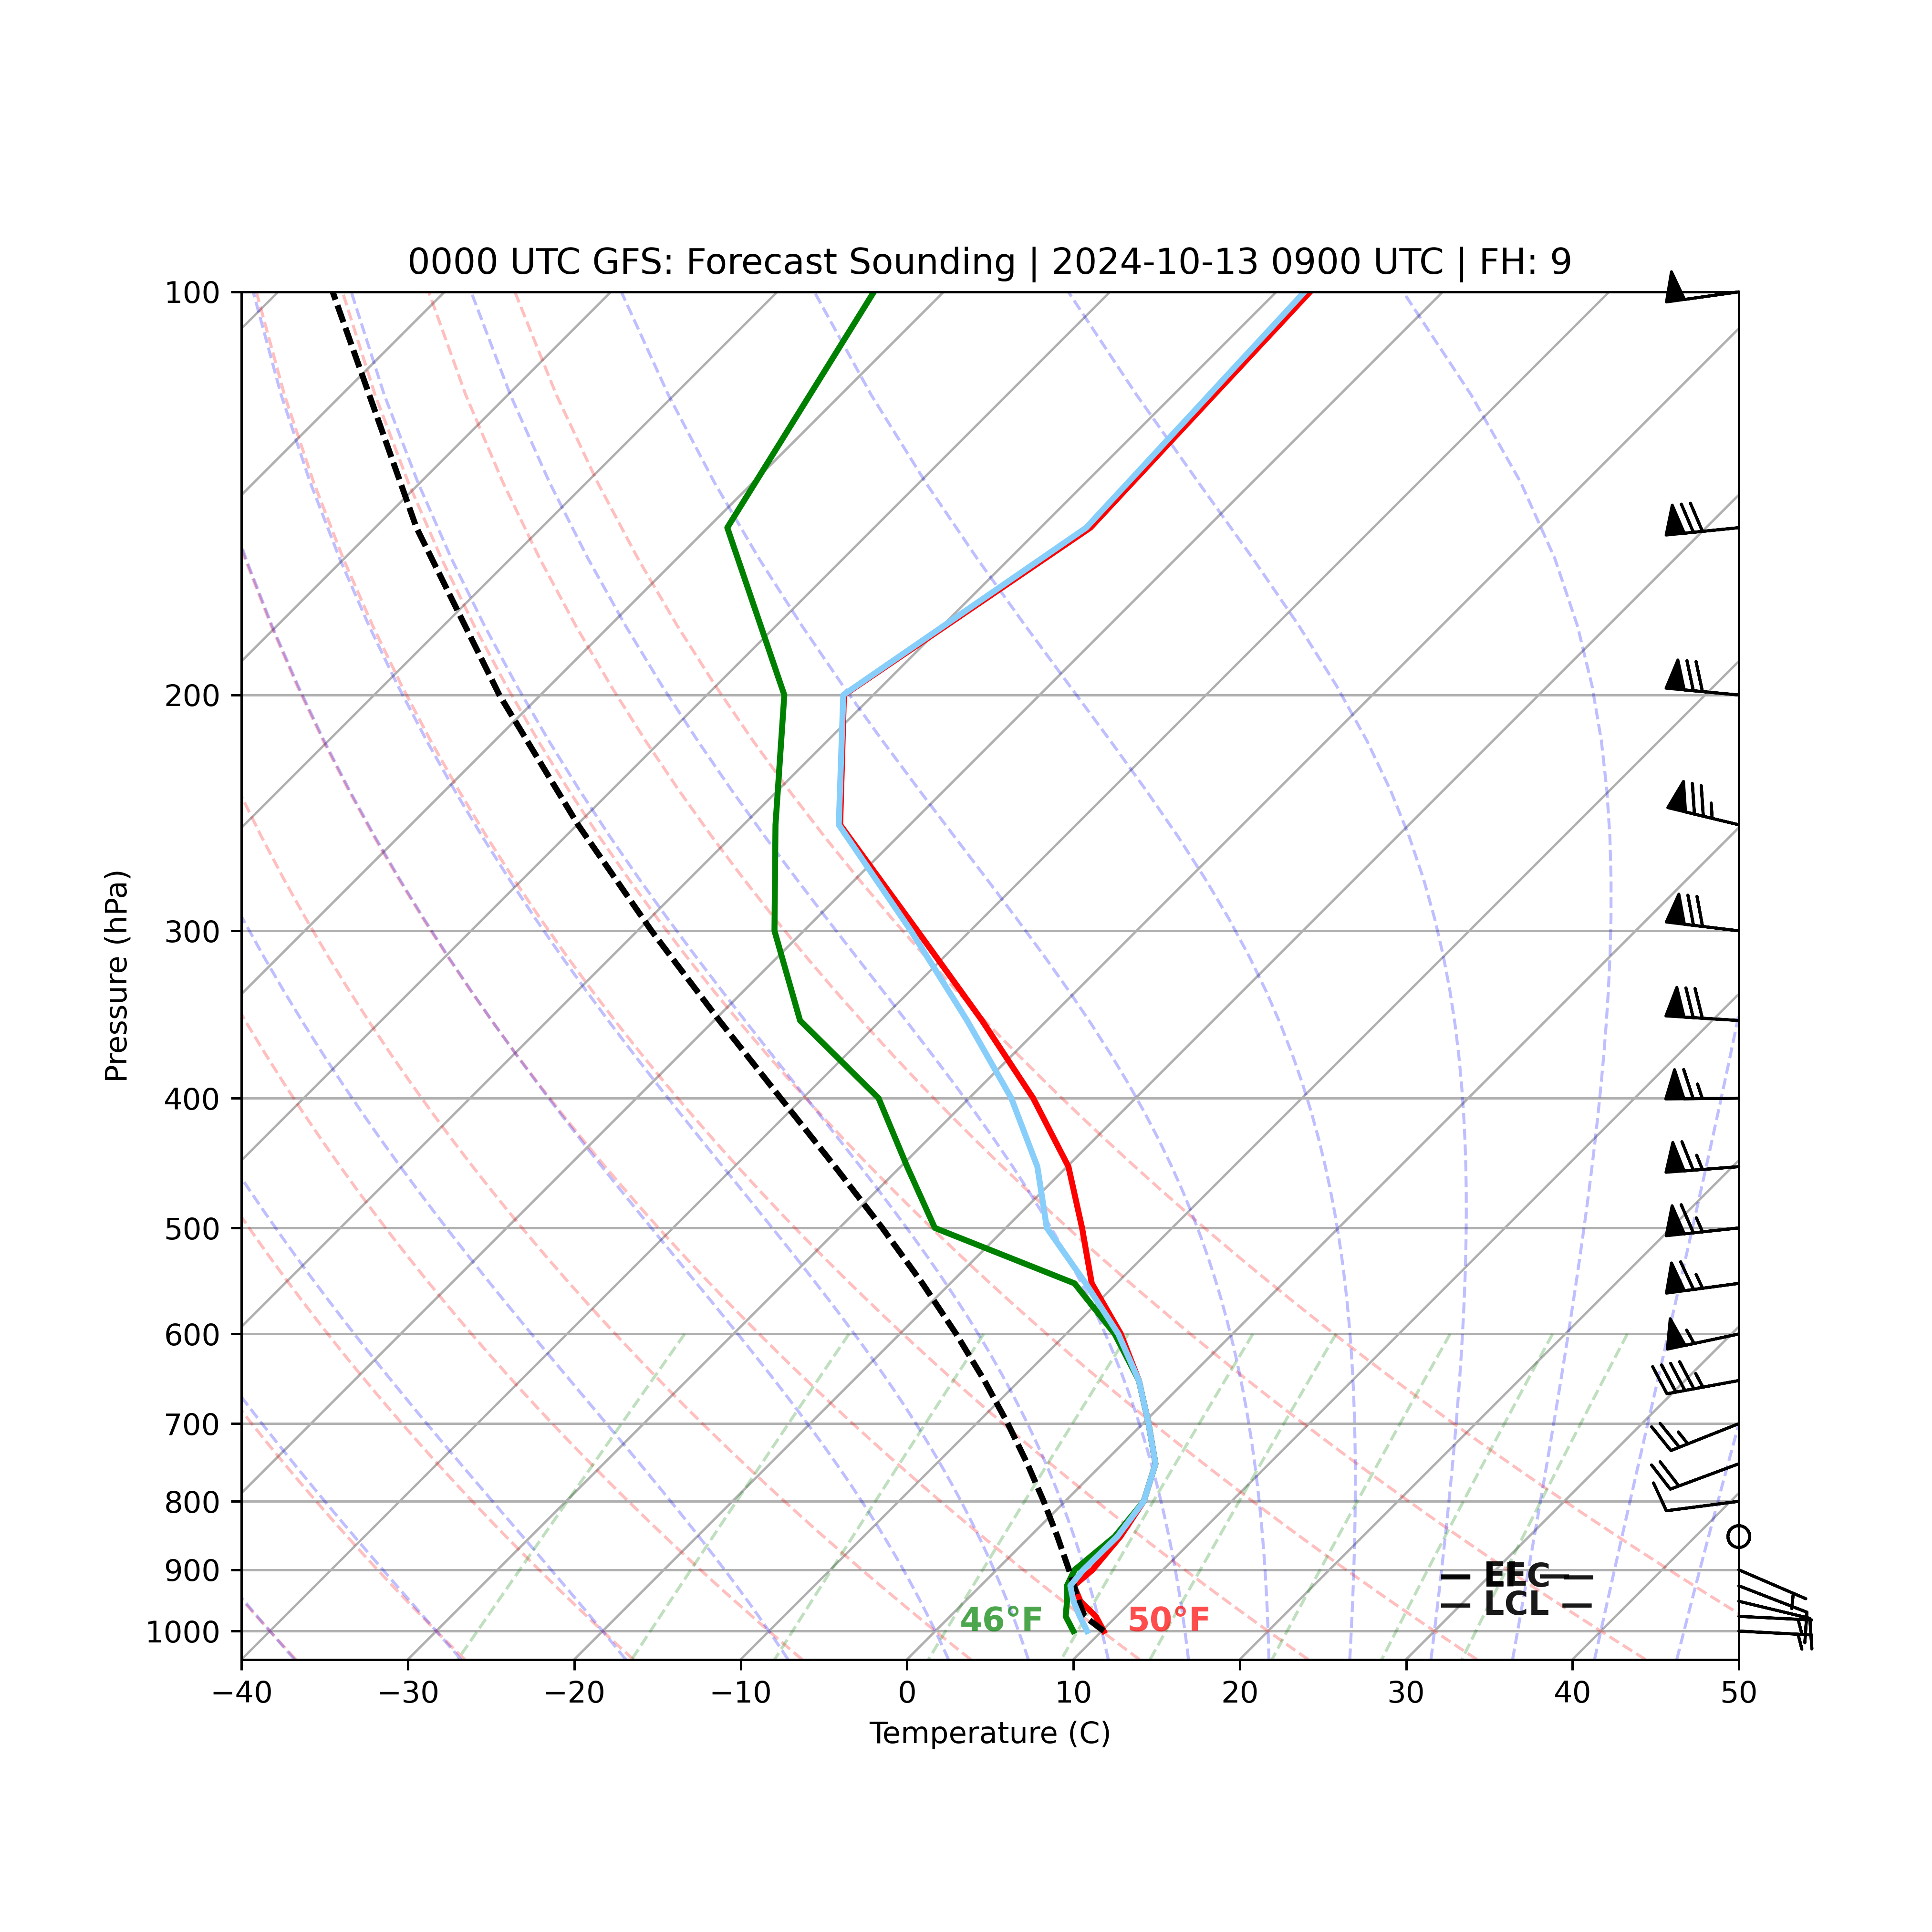 0000 UTC GFS: Forecast Sounding | 2024-10-13 0900 UTC | FH: 9
100
200
300
400
500
600
700
800
900
1000
Pressure (hPa)
LCL
46°F
50°F
−40 −30 −20 −10 0 10 20 30 40 50
Temperature (C)